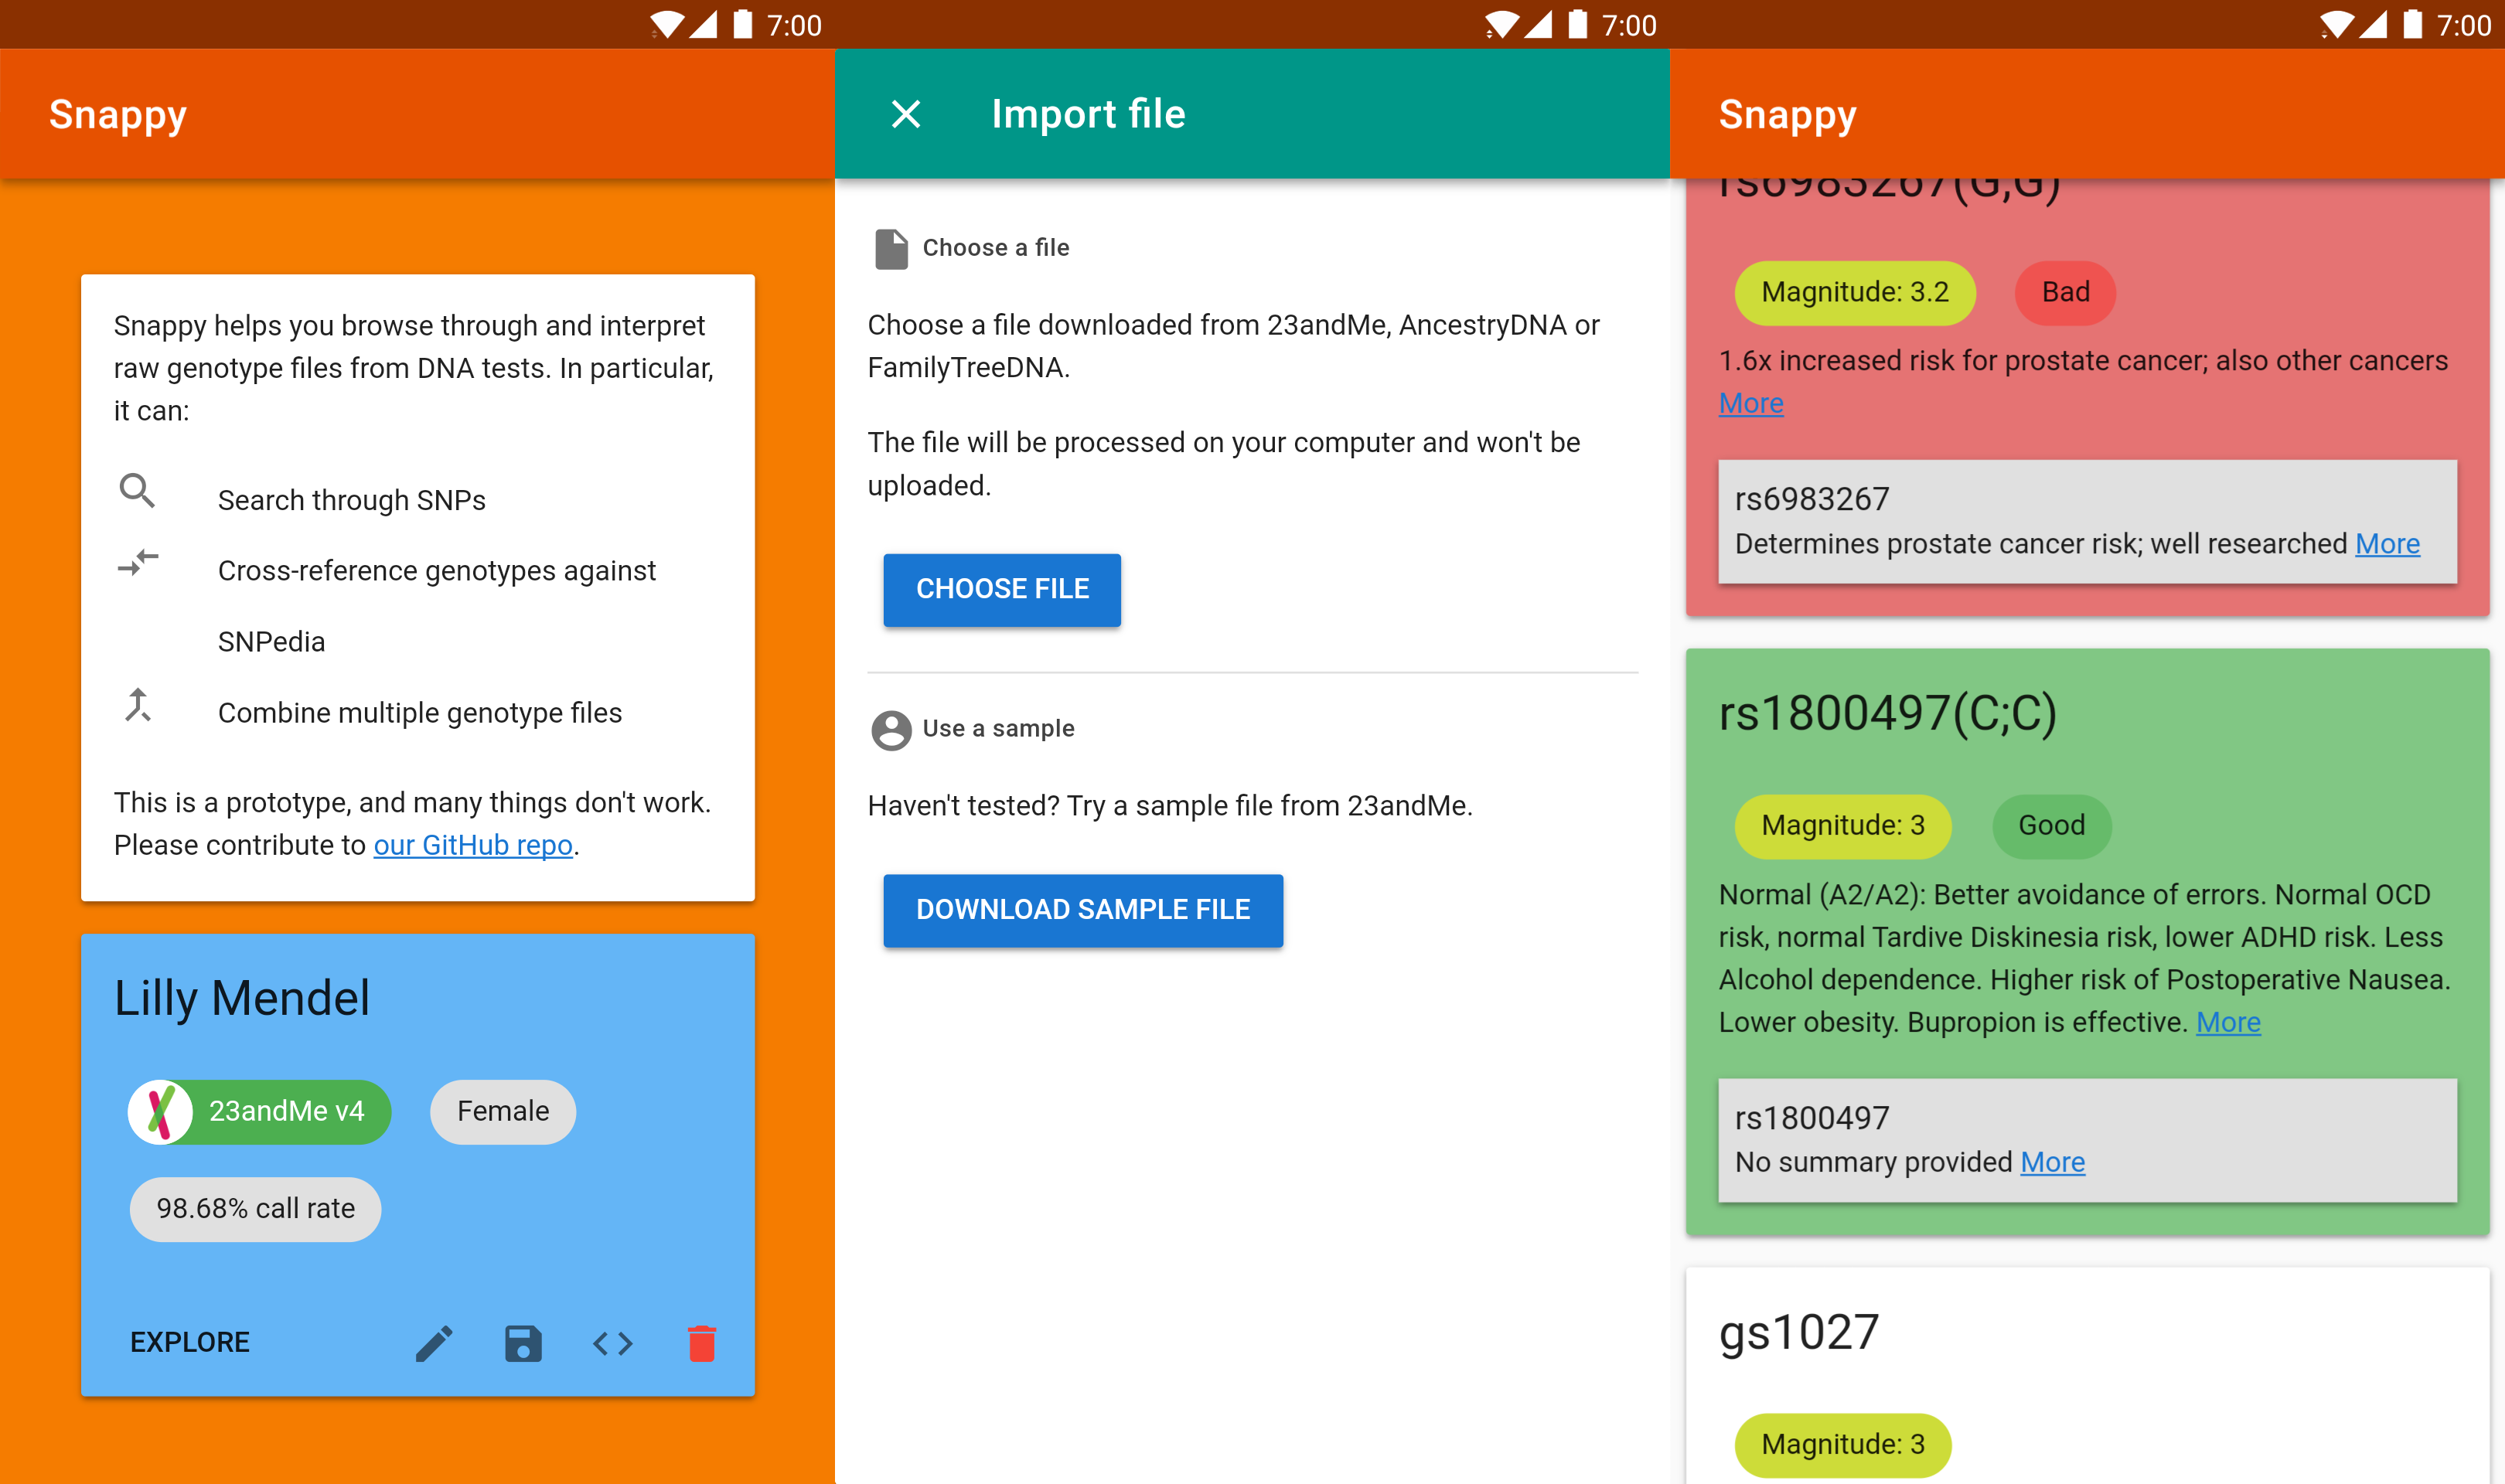 7:00
Snappy
Snappy helps you browse through and interpret
raw genotype files from DNA tests. In particular,
it can:
Search through SNPs
Cross-reference genotypes against
SNPedia
Combine multiple genotype files
This is a prototype, and many things don't work.
Please contribute to our GitHub repo.
Lilly Mendel
23andMe v4
Female
98.68% call rate
EXPLORE
7:00
Import file
Choose a file
Choose a file downloaded from 23andMe, AncestryDNA or
FamilyTreeDNA.
The file will be processed on your computer and won't be
uploaded.
CHOOSE FILE
Use a sample
Haven't tested? Try a sample file from 23andMe.
DOWNLOAD SAMPLE FILE
7:00
Snappy
rs6983267(G;G)
Magnitude: 3.2
Bad
1.6x increased risk for prostate cancer; also other cancers
More
rs6983267
Determines prostate cancer risk; well researched More
rs1800497(C;C)
Magnitude: 3
Good
Normal (A2/A2): Better avoidance of errors. Normal OCD
risk, normal Tardive Diskinesia risk, lower ADHD risk. Less
Alcohol dependence. Higher risk of Postoperative Nausea.
Lower obesity. Bupropion is effective. More
rs1800497
No summary provided More
gs1027
Magnitude: 3